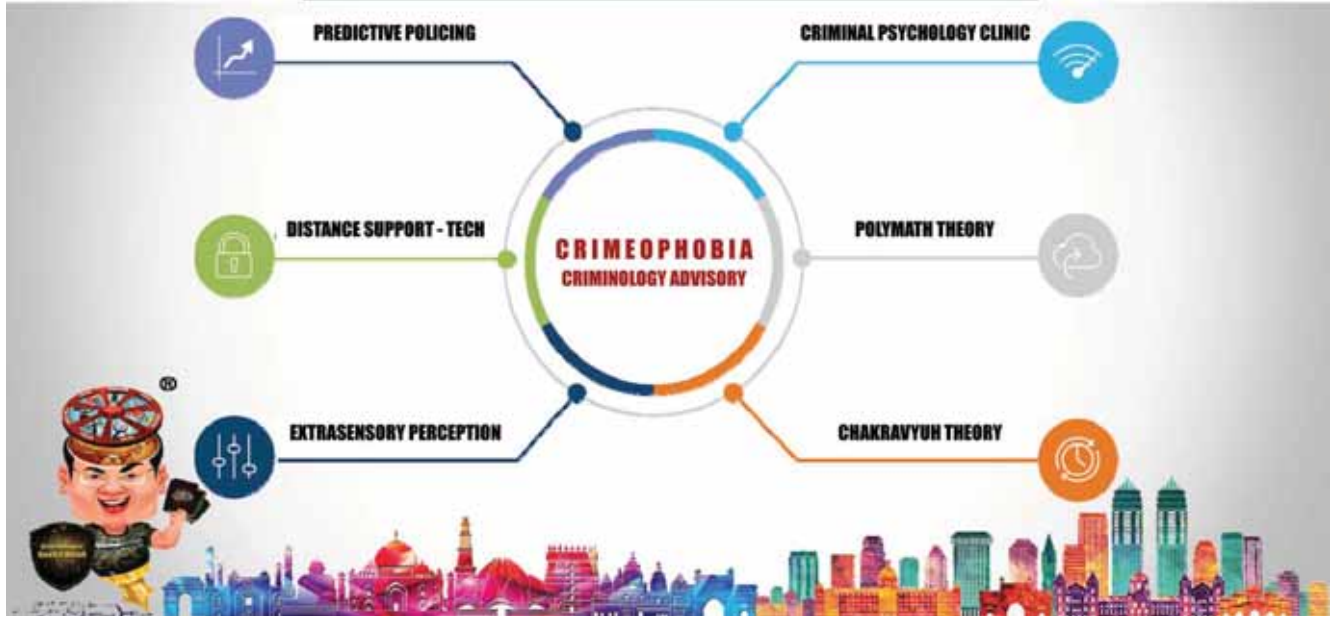 PREDICTIVE POLICING
CRIMINAL PSYCHOLOGY CLINIC
DISTANCE SUPPORT - TECH
POLYMATH THEORY
CRIMEOPHOBIA
CRIMINOLOGY ADVISORY
EXTRASENSORY PERCEPTION
CHAKRAVYUH THEORY
®